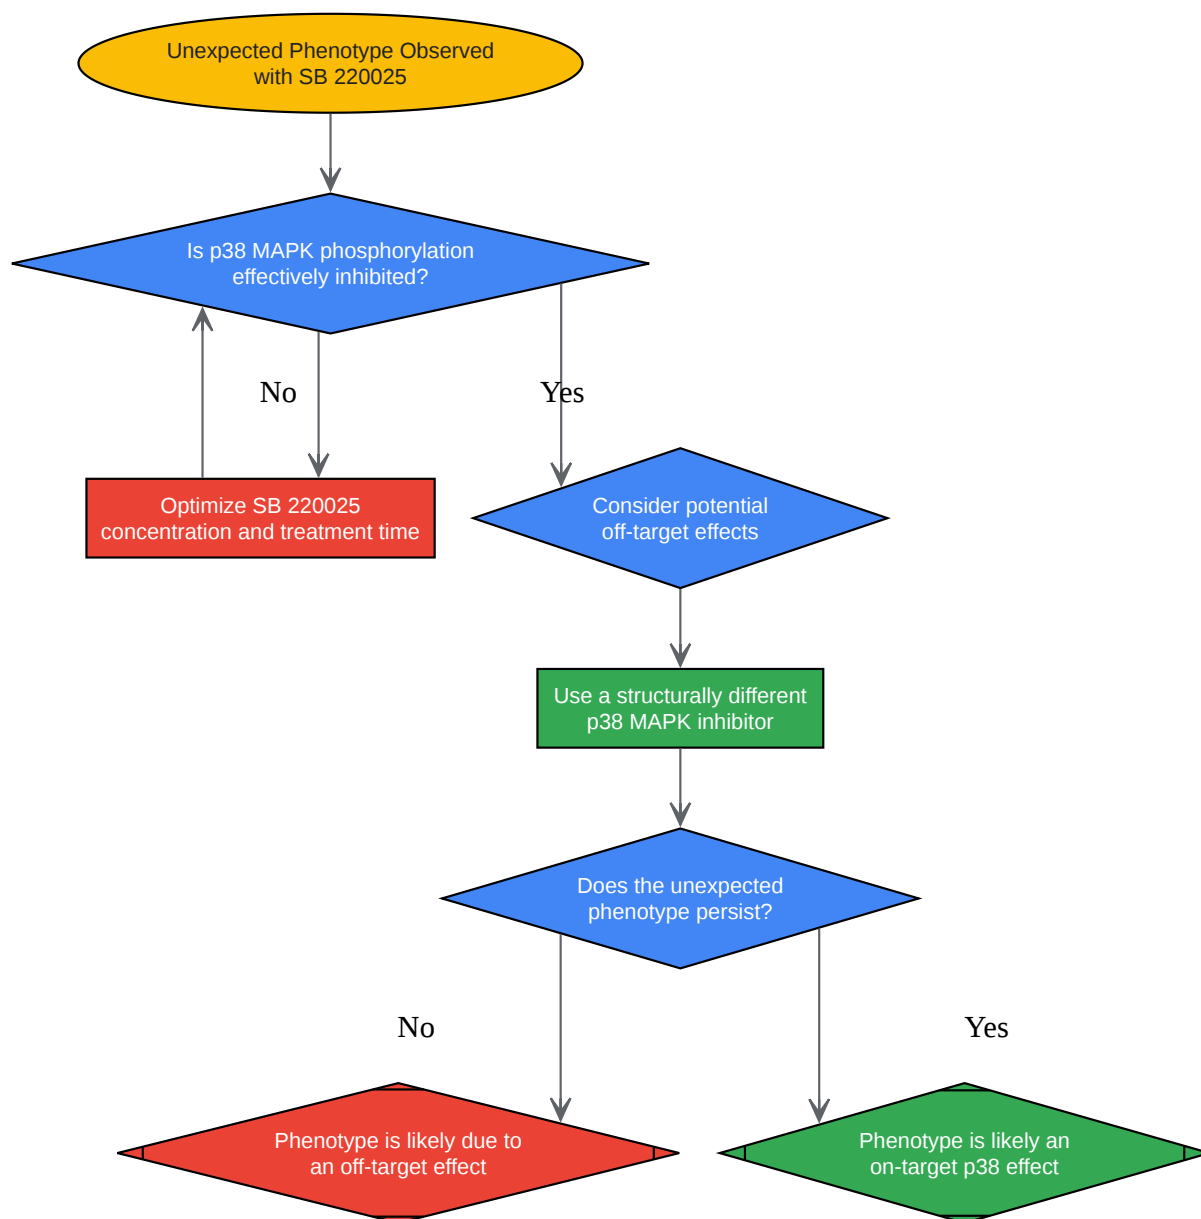 Unexpected Phenotype Observed
with SB 220025
Is p38 MAPK phosphorylation
effectively inhibited?
No
Yes
Optimize SB 220025
concentration and treatment time
Consider potential
off-target effects
Use a structurally different
p38 MAPK inhibitor
Does the unexpected
phenotype persist?
No
Yes
Phenotype is likely due to
an off-target effect
Phenotype is likely an
on-target p38 effect